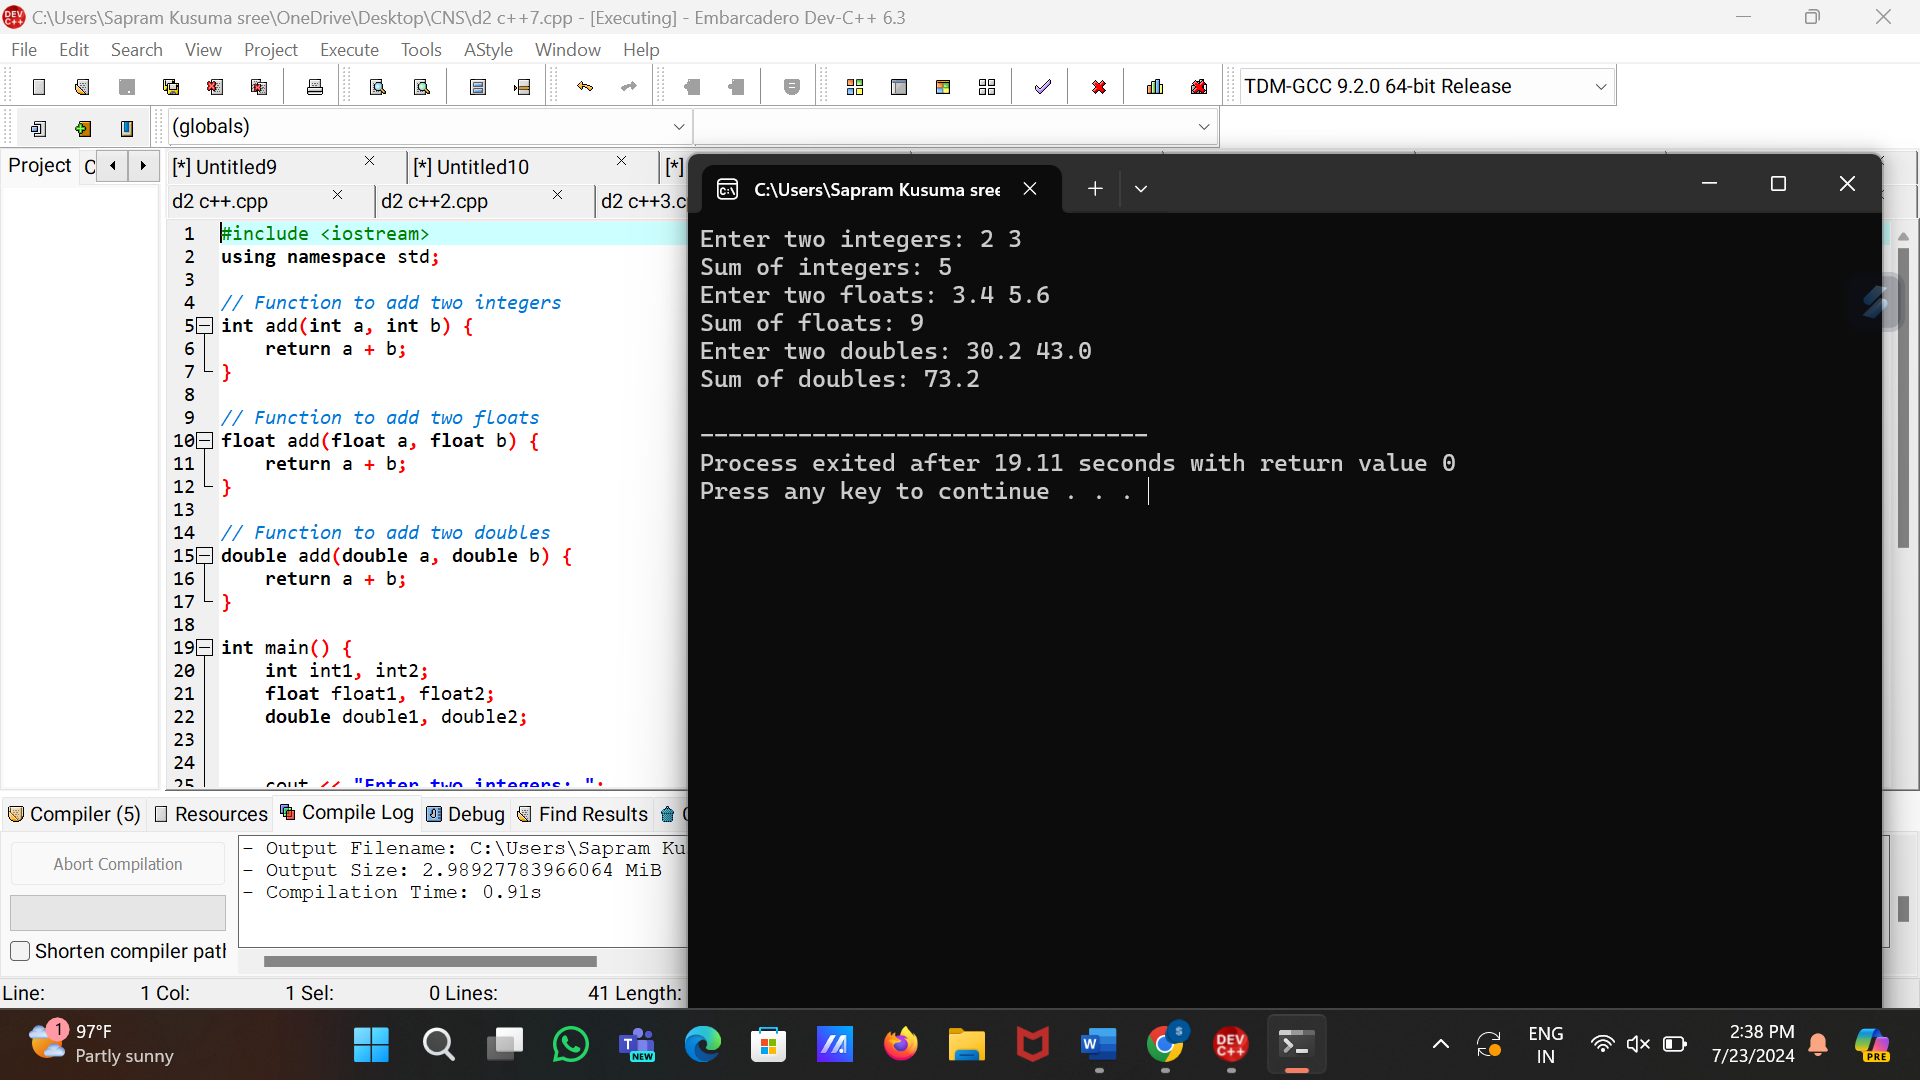 C:\Users\Sapram Kusuma sree\OneDrive\Desktop\CNS\d2 c++7.cpp - [Executing] - Embarcadero Dev-C++ 6.3
File Edit Search View Project Execute Tools AStyle Window Help
TDM-GCC 9.2.0 64-bit Release
(globals)
Project C
[*] Untitled9
[*] Untitled10
[*]
d2 c++.cpp
d2 c++2.cpp
d2 c++3.c
1 #include <iostream>
2 using namespace std;
3
4 // Function to add two integers
5 int add(int a, int b) {
6 return a + b;
7 }
8
9 // Function to add two floats
10 float add(float a, float b) {
11 return a + b;
12 }
13
14 // Function to add two doubles
15 double add(double a, double b) {
16 return a + b;
17 }
18
19 int main() {
20 int int1, int2;
21 float float1, float2;
22 double double1, double2;
23
24
25 cout << "Enter two integers: ";
C:\Users\Sapram Kusuma sree
Enter two integers: 2 3
Sum of integers: 5
Enter two floats: 3.4 5.6
Sum of floats: 9
Enter two doubles: 30.2 43.0
Sum of doubles: 73.2
--------------------------------
Process exited after 19.11 seconds with return value 0
Press any key to continue . . .
Compiler (5) Resources Compile Log Debug Find Results
Abort Compilation
Shorten compiler path
- Output Filename: C:\Users\Sapram Ku
- Output Size: 2.98927783966064 MiB
- Compilation Time: 0.91s
Line: 1 Col: 1 Sel: 0 Lines: 41 Length:
1
97°F
Partly sunny
NEW
DEV C++
ENG
IN
2:38 PM
7/23/2024
PRE